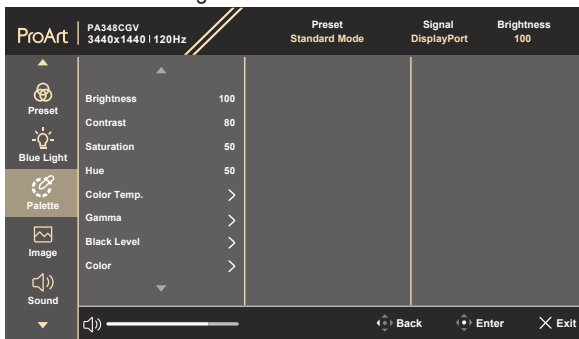 ProArt
PA348CGV
3440x1440 120Hz
Preset
Standard Mode
Signal
DisplayPort
Brightness
100
Preset
Blue Light
Palette
Image
Sound
Brightness 100
Contrast 80
Saturation 50
Hue 50
Color Temp.
Gamma
Black Level
Color
Back
Enter
Exit